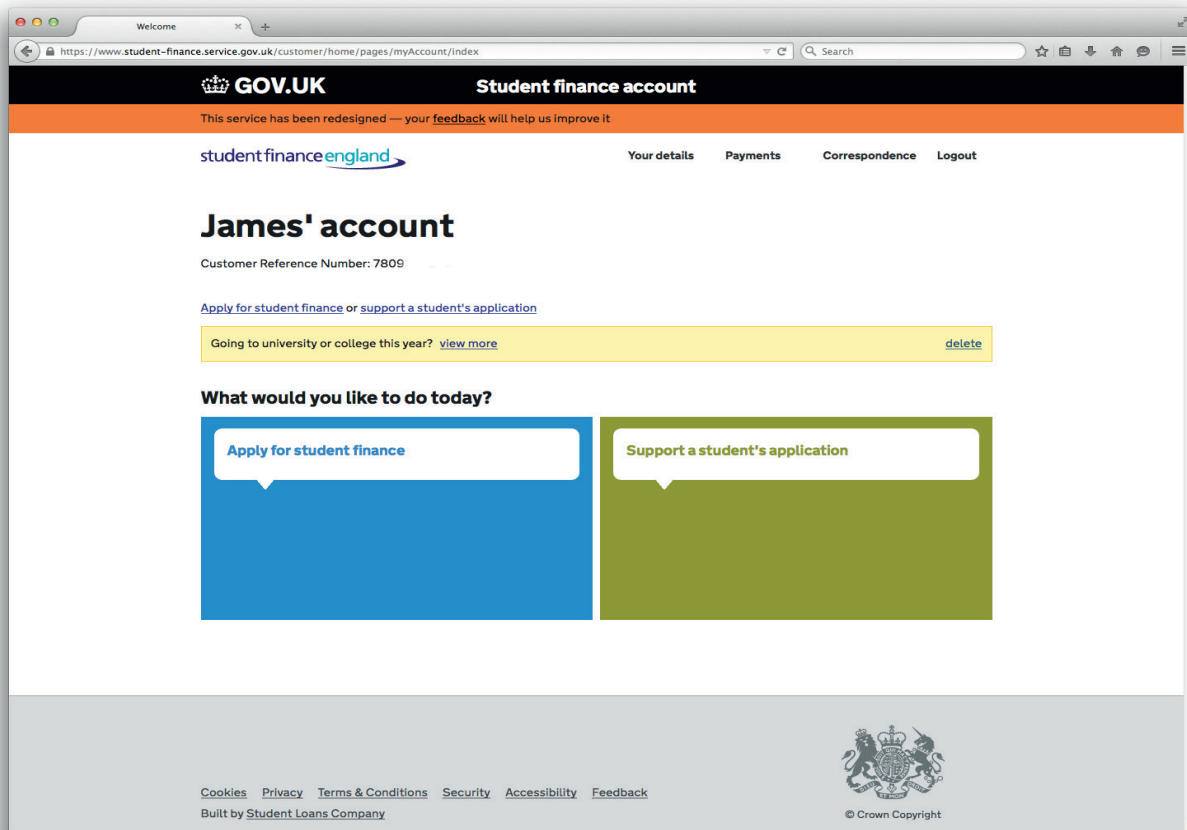 Welcome
https://www.student-finance.service.gov.uk/customer/home/pages/myAccount/index
Search
GOV.UK Student finance account
This service has been redesigned — your feedback will help us improve it
studentfinanceengland
Your details Payments Correspondence Logout
James' account
Customer Reference Number: 7809
Apply for student finance or support a student's application
Going to university or college this year? view more delete
What would you like to do today?
Apply for student finance
Support a student's application
Cookies Privacy Terms & Conditions Security Accessibility Feedback
Built by Student Loans Company
© Crown Copyright